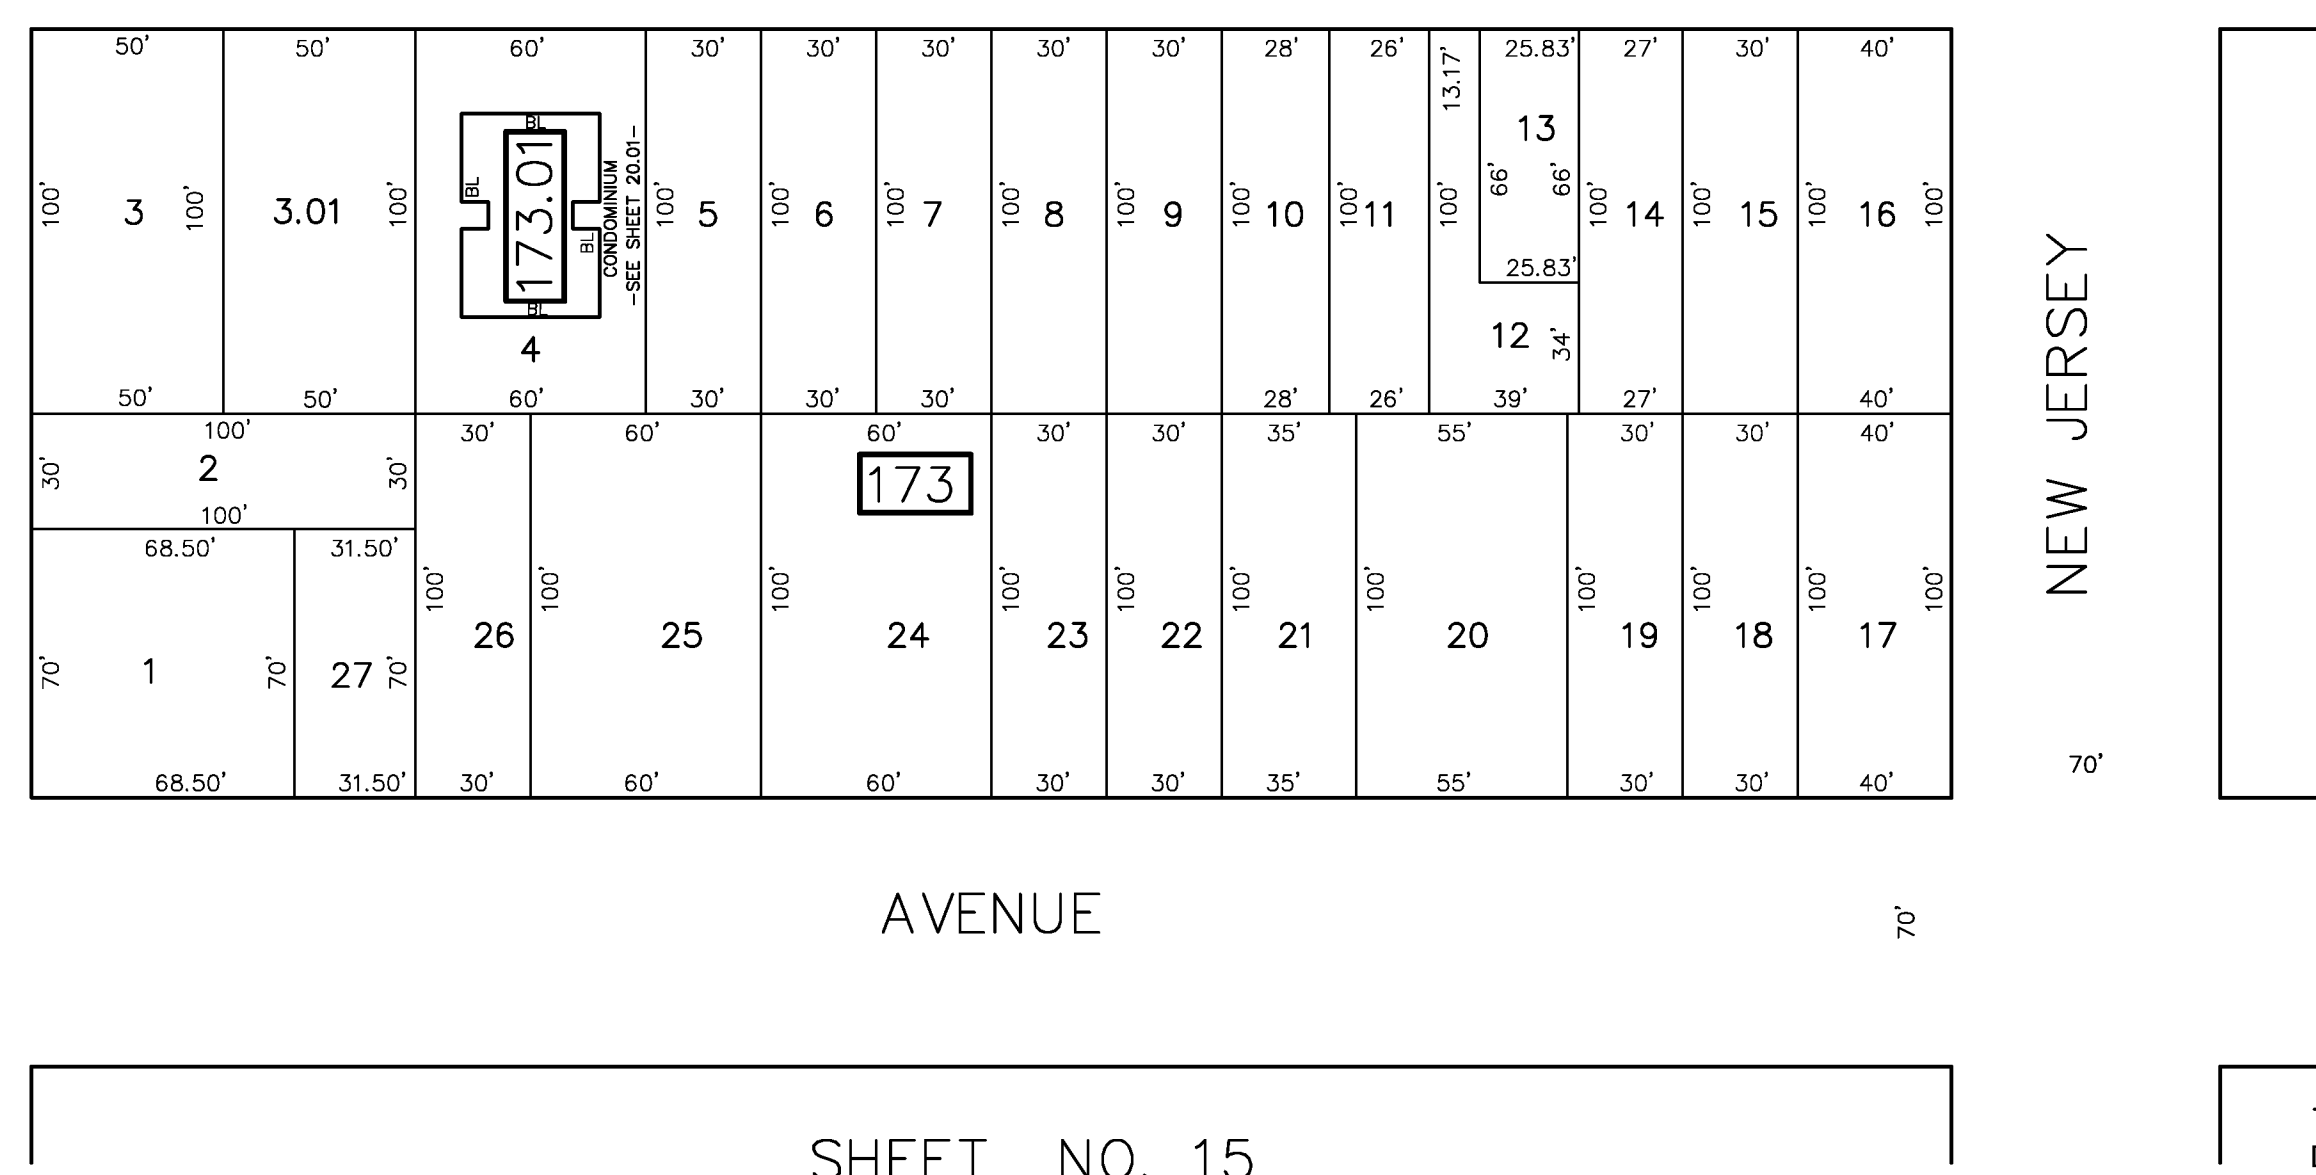 50' 50' 60' 30' 30' 30' 30' 30' 28' 26' 13.17' 25.83' 27' 30' 40'
13
BL
173.01
BL
BL
BL
CONDOMINIUM
-SEE SHEET 20.01-
100' 3 100' 3.01 100' 100' 5 100' 6 100' 7 100' 8 100' 9 100' 10 100' 11 100' 66' 66' 100' 14 100' 15 100' 16 100'
25.83'
4
12 34'
50' 50' 60' 30' 30' 30' 28' 26' 39' 27' 40'
100' 30' 60' 60' 30' 30' 35' 55' 30' 30' 40'
30' 2 30'
173
100'
68.50' 31.50'
100' 100' 100' 100' 100' 100' 100' 100' 100' 100' 100'
26 25 24 23 22 21 20 19 18 17
70' 1 70' 27 70'
68.50' 31.50' 30' 60' 60' 30' 30' 35' 55' 30' 30' 40'
NEW JERSEY
70'
AVENUE
70'
SHEET NO. 15